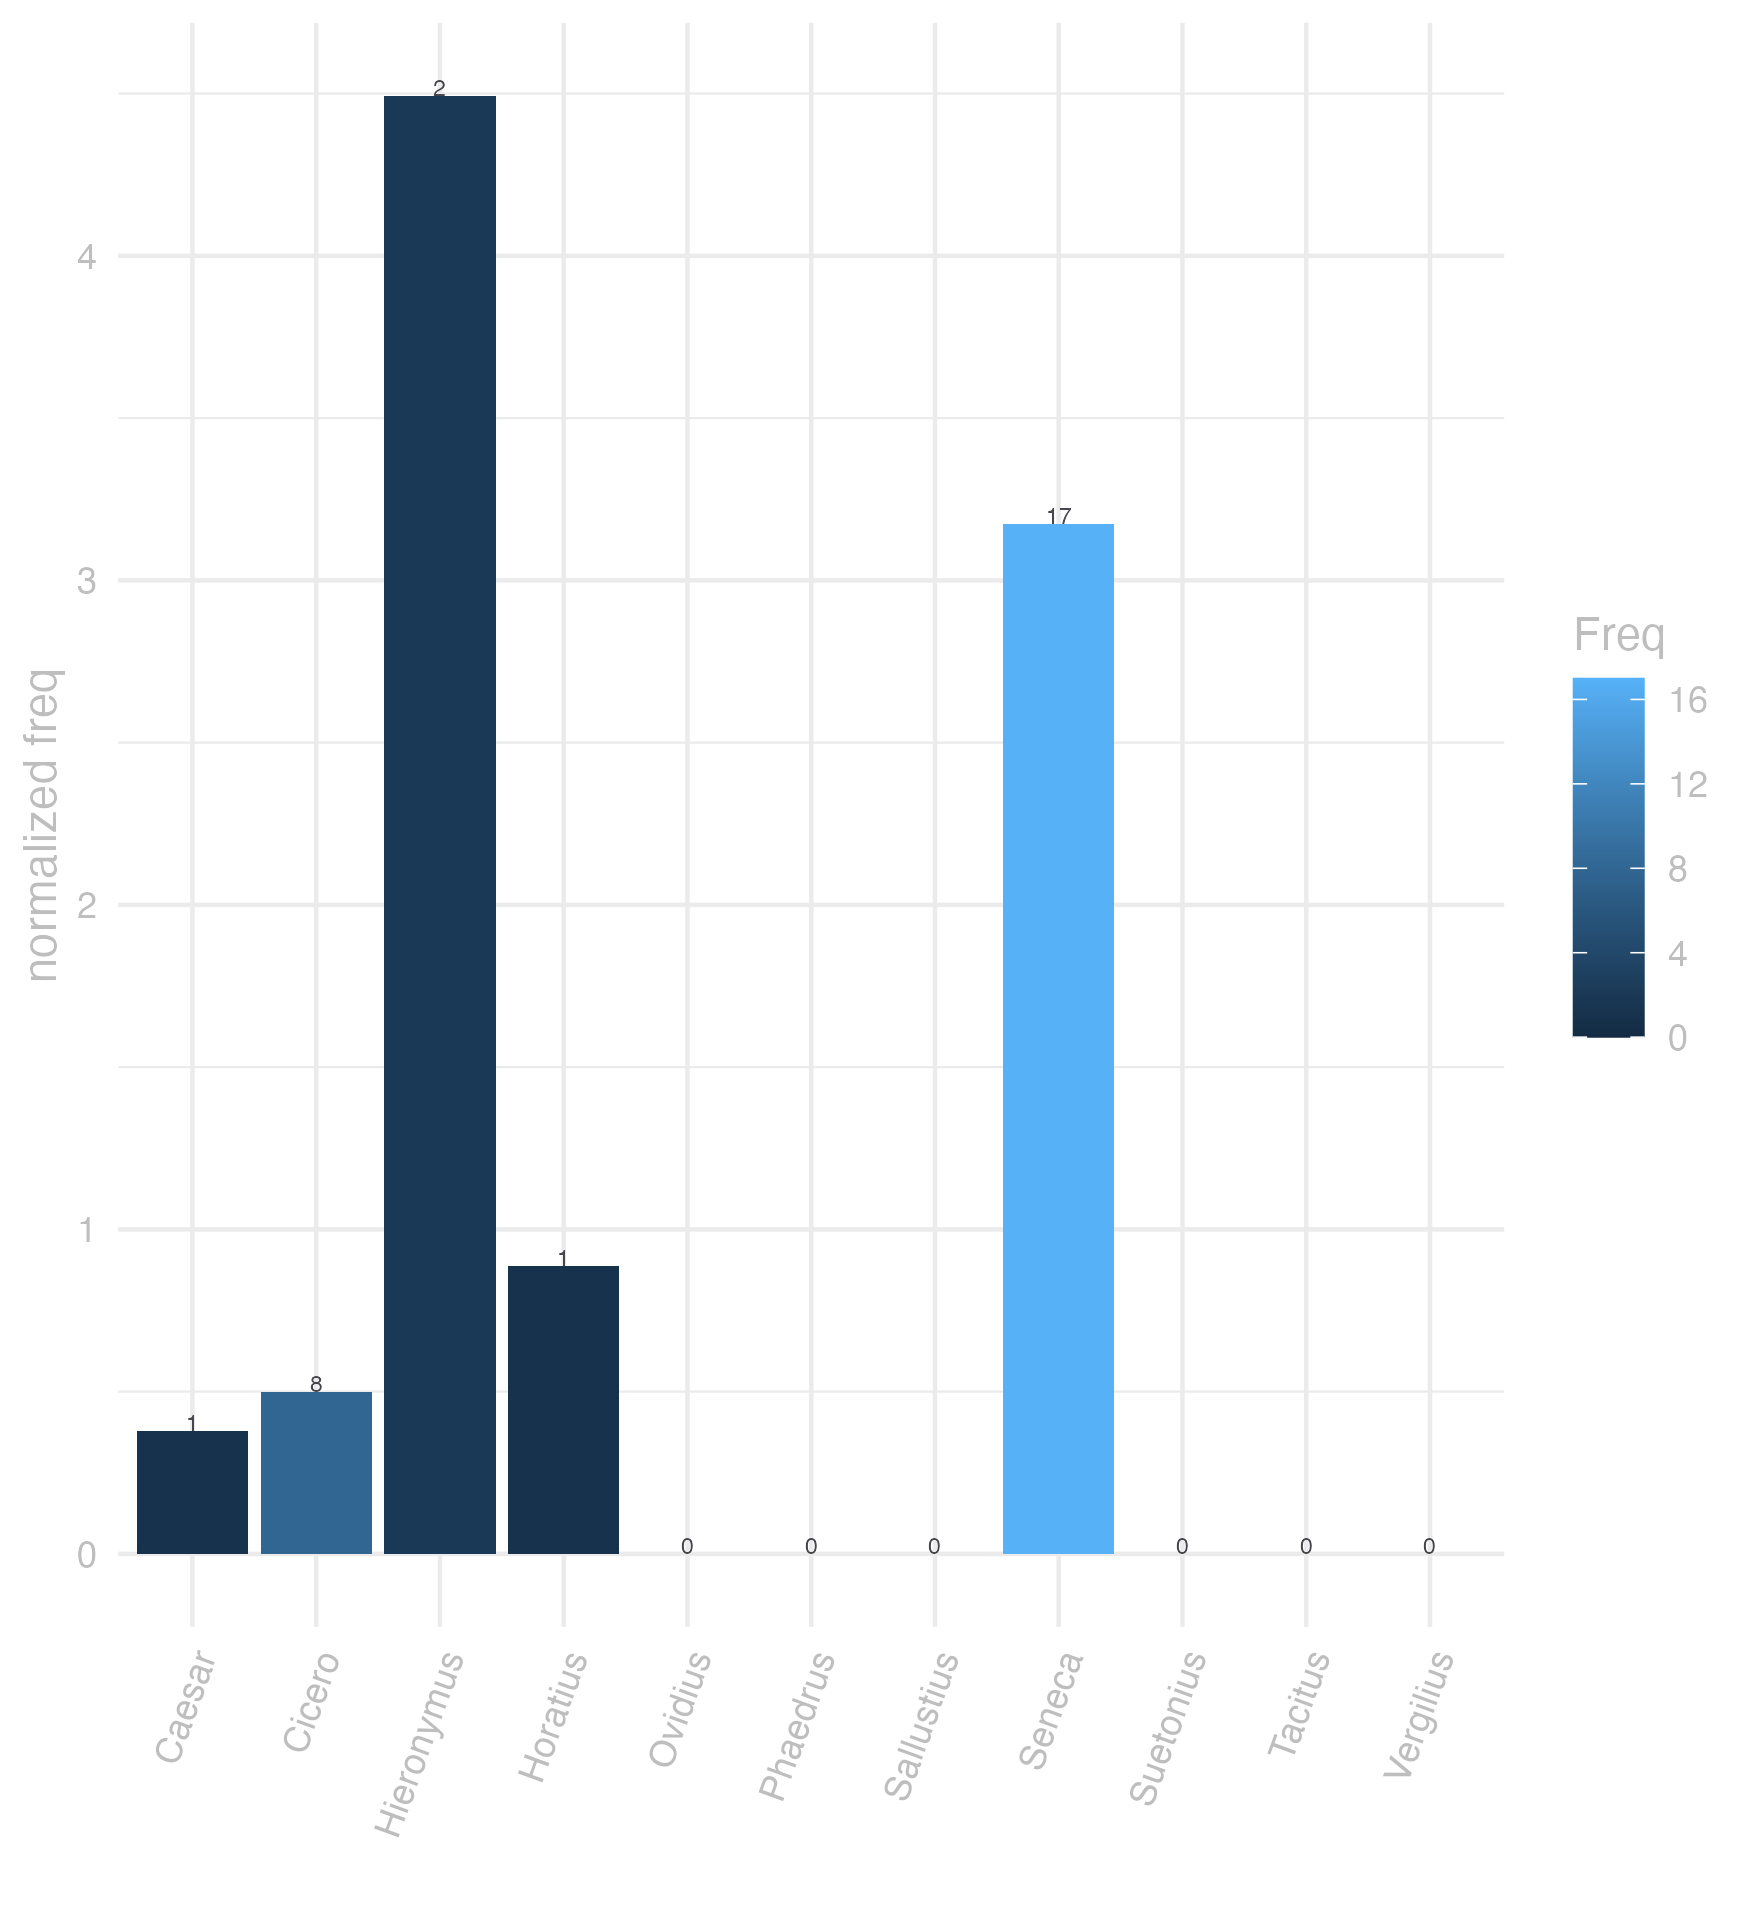 2
4
17
3
Freq
16
12
normalized freq
8
2
4
0
1
1
8
1
0
0
0
0
0
0
0
Caesar
Cicero
Hieronymus
Horatius
Ovidius
Phaedrus
Sallustius
Seneca
Suetonius
Tacitus
Vergilius